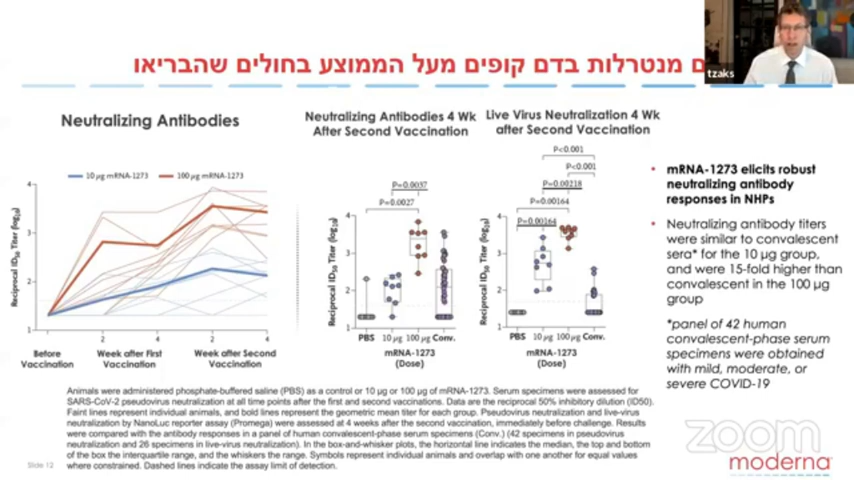 ם מנטרלות בדם קופים מעל הממוצע בחולים שהבריאו
tzaks
Neutralizing Antibodies
10 µg mRNA-1273
100 µg mRNA-1273
Reciprocal ID50 Titer (log10)
4
3
2
1
2
4
2
4
Before
Vaccination
Week after First
Vaccination
Week after Second
Vaccination
Neutralizing Antibodies 4 Wk
After Second Vaccination
P=0.0037
P=0.0027
Reciprocal ID50 Titer (log10)
4
3
2
1
PBS
10 µg
100 µg
Conv.
mRNA-1273
(Dose)
Live Virus Neutralization 4 Wk
after Second Vaccination
P<0.001
P<0.001
P=0.00218
P=0.00164
P=0.00164
Reciprocal ID50 Titer (log10)
4
3
2
1
PBS
10 µg
100 µg
Conv.
mRNA-1273
(Dose)
• mRNA-1273 elicits robust
neutralizing antibody
responses in NHPs
• Neutralizing antibody titers
were similar to convalescent
sera* for the 10 µg group,
and were 15-fold higher than
convalescent in the 100 µg
group
*panel of 42 human
convalescent-phase serum
specimens were obtained
with mild, moderate, or
severe COVID-19
Animals were administered phosphate-buffered saline (PBS) as a control or 10 µg or 100 µg of mRNA-1273. Serum specimens were assessed for
SARS-CoV-2 pseudovirus neutralization at all time points after the first and second vaccinations. Data are the reciprocal 50% inhibitory dilution (ID50).
Faint lines represent individual animals, and bold lines represent the geometric mean titer for each group. Pseudovirus neutralization and live-virus
neutralization by NanoLuc reporter assay (Promega) were assessed at 4 weeks after the second vaccination, immediately before challenge. Results
were compared with the antibody responses in a panel of human convalescent-phase serum specimens (Conv.) (42 specimens in pseudovirus
neutralization and 26 specimens in live-virus neutralization). In the box-and-whisker plots, the horizontal line indicates the median, the top and bottom
of the box the interquartile range, and the whiskers the range. Symbols represent individual animals and overlap with one another for equal values
where constrained. Dashed lines indicate the assay limit of detection.
Slide 12
zoom
moderna